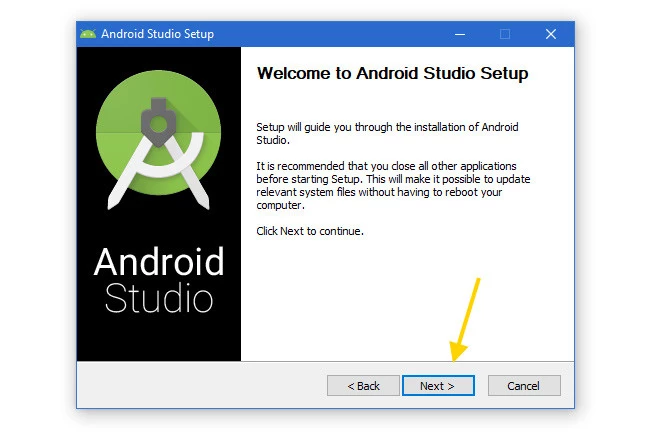 Android Studio Setup
Welcome to Android Studio Setup
Setup will guide you through the installation of Android
Studio.
It is recommended that you close all other applications
before starting Setup. This will make it possible to update
relevant system files without having to reboot your
computer.
Click Next to continue.
Android
Studio
< Back
Next >
Cancel